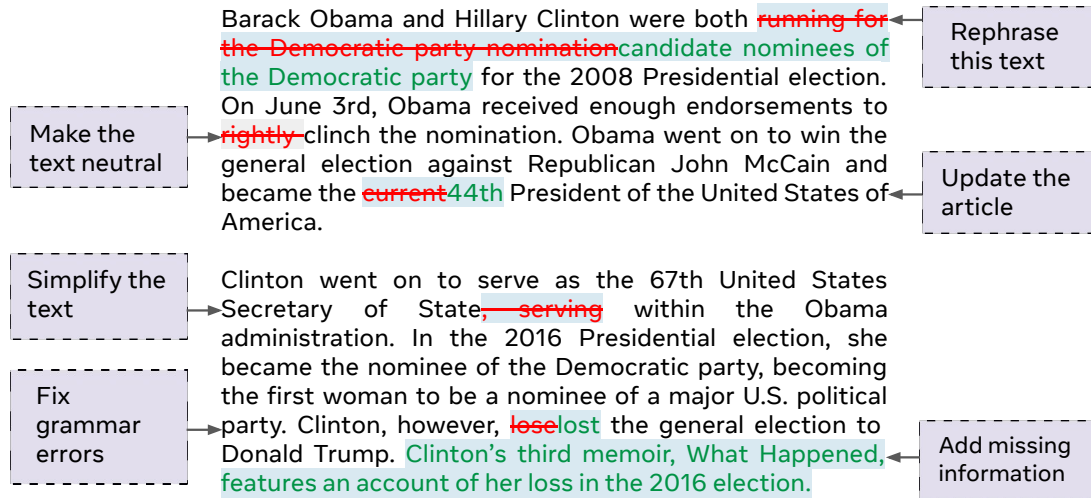 Barack Obama and Hillary Clinton were both running for
the Democratic party nominationcandidate nominees of
the Democratic party for the 2008 Presidential election.
On June 3rd, Obama received enough endorsements to
rightly clinch the nomination. Obama went on to win the
general election against Republican John McCain and
became the current44th President of the United States of
America.
Clinton went on to serve as the 67th United States
Secretary of State, serving within the Obama
administration. In the 2016 Presidential election, she
became the nominee of the Democratic party, becoming
the first woman to be a nominee of a major U.S. political
party. Clinton, however, loselost the general election to
Donald Trump. Clinton's third memoir, What Happened,
features an account of her loss in the 2016 election.
Make the
text neutral
Simplify the
text
Fix
grammar
errors
Rephrase
this text
Update the
article
Add missing
information